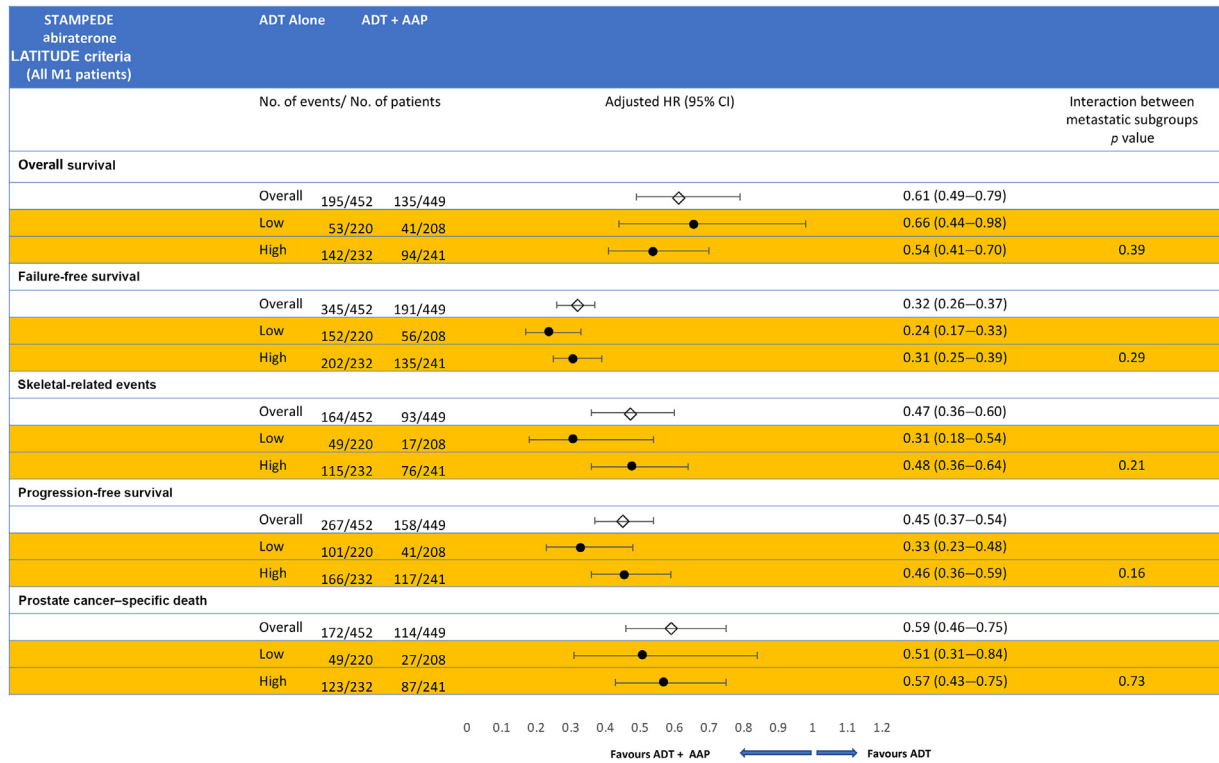 STAMPEDE ADT Alone ADT + AAP
abiraterone
LATITUDE criteria
(All M1 patients)
No. of events/ No. of patients Adjusted HR (95% CI) Interaction between
metastatic subgroups
p value
Overall survival
Overall 195/452 135/449 0.61 (0.49–0.79)
Low 53/220 41/208 0.66 (0.44–0.98)
High 142/232 94/241 0.54 (0.41–0.70) 0.39
Failure-free survival
Overall 345/452 191/449 0.32 (0.26–0.37)
Low 152/220 56/208 0.24 (0.17–0.33)
High 202/232 135/241 0.31 (0.25–0.39) 0.29
Skeletal-related events
Overall 164/452 93/449 0.47 (0.36–0.60)
Low 49/220 17/208 0.31 (0.18–0.54)
High 115/232 76/241 0.48 (0.36–0.64) 0.21
Progression-free survival
Overall 267/452 158/449 0.45 (0.37–0.54)
Low 101/220 41/208 0.33 (0.23–0.48)
High 166/232 117/241 0.46 (0.36–0.59) 0.16
Prostate cancer–specific death
Overall 172/452 114/449 0.59 (0.46–0.75)
Low 49/220 27/208 0.51 (0.31–0.84)
High 123/232 87/241 0.57 (0.43–0.75) 0.73
0 0.1 0.2 0.3 0.4 0.5 0.6 0.7 0.8 0.9 1 1.1 1.2
Favours ADT + AAP Favours ADT